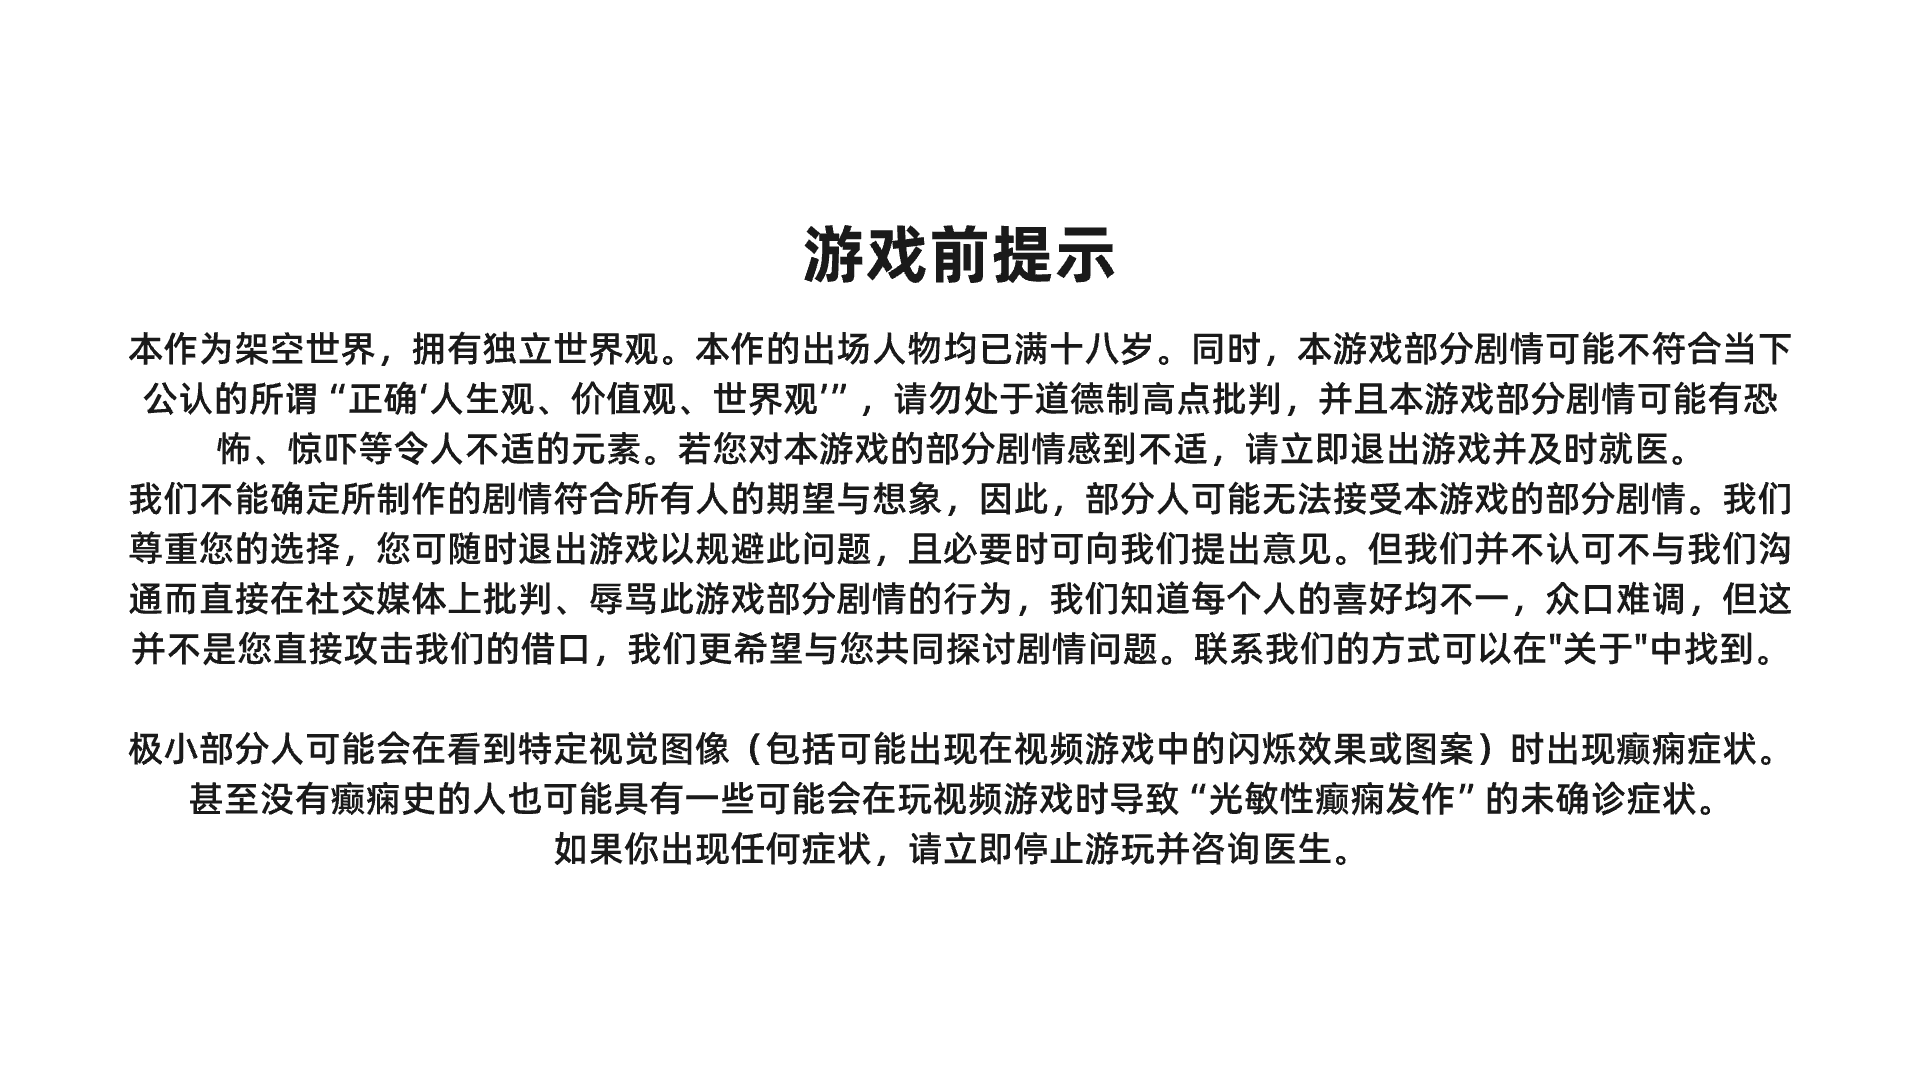 游戏前提示
本作为架空世界，拥有独立世界观。本作的出场人物均已满十八岁。同时，本游戏部分剧情可能不符合当下
公认的所谓“正确‘人生观、价值观、世界观’”，请勿处于道德制高点批判，并且本游戏部分剧情可能有恐
怖、惊吓等令人不适的元素。若您对本游戏的部分剧情感到不适，请立即退出游戏并及时就医。
我们不能确定所制作的剧情符合所有人的期望与想象，因此，部分人可能无法接受本游戏的部分剧情。我们
尊重您的选择，您可随时退出游戏以规避此问题，且必要时可向我们提出意见。但我们并不认可不与我们沟
通而直接在社交媒体上批判、辱骂此游戏部分剧情的行为，我们知道每个人的喜好均不一，众口难调，但这
并不是您直接攻击我们的借口，我们更希望与您共同探讨剧情问题。联系我们的方式可以在"关于"中找到。
极小部分人可能会在看到特定视觉图像（包括可能出现在视频游戏中的闪烁效果或图案）时出现癫痫症状。
甚至没有癫痫史的人也可能具有一些可能会在玩视频游戏时导致“光敏性癫痫发作”的未确诊症状。
如果你出现任何症状，请立即停止游玩并咨询医生。